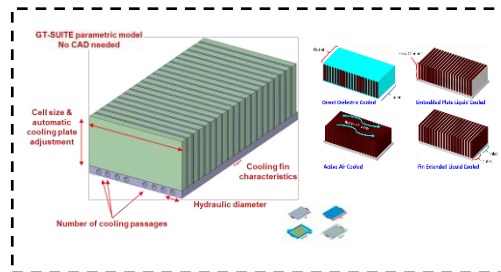 GT-SUITE parametric model
No CAD needed
Cell size &
automatic
cooling plate
adjustment
Cooling fin
characteristics
Hydraulic diameter
Number of cooling passages
Direct Dielectric Cooled
Embedded Plate Liquid Cooled
Active Air Cooled
Fin Extended Liquid Cooled